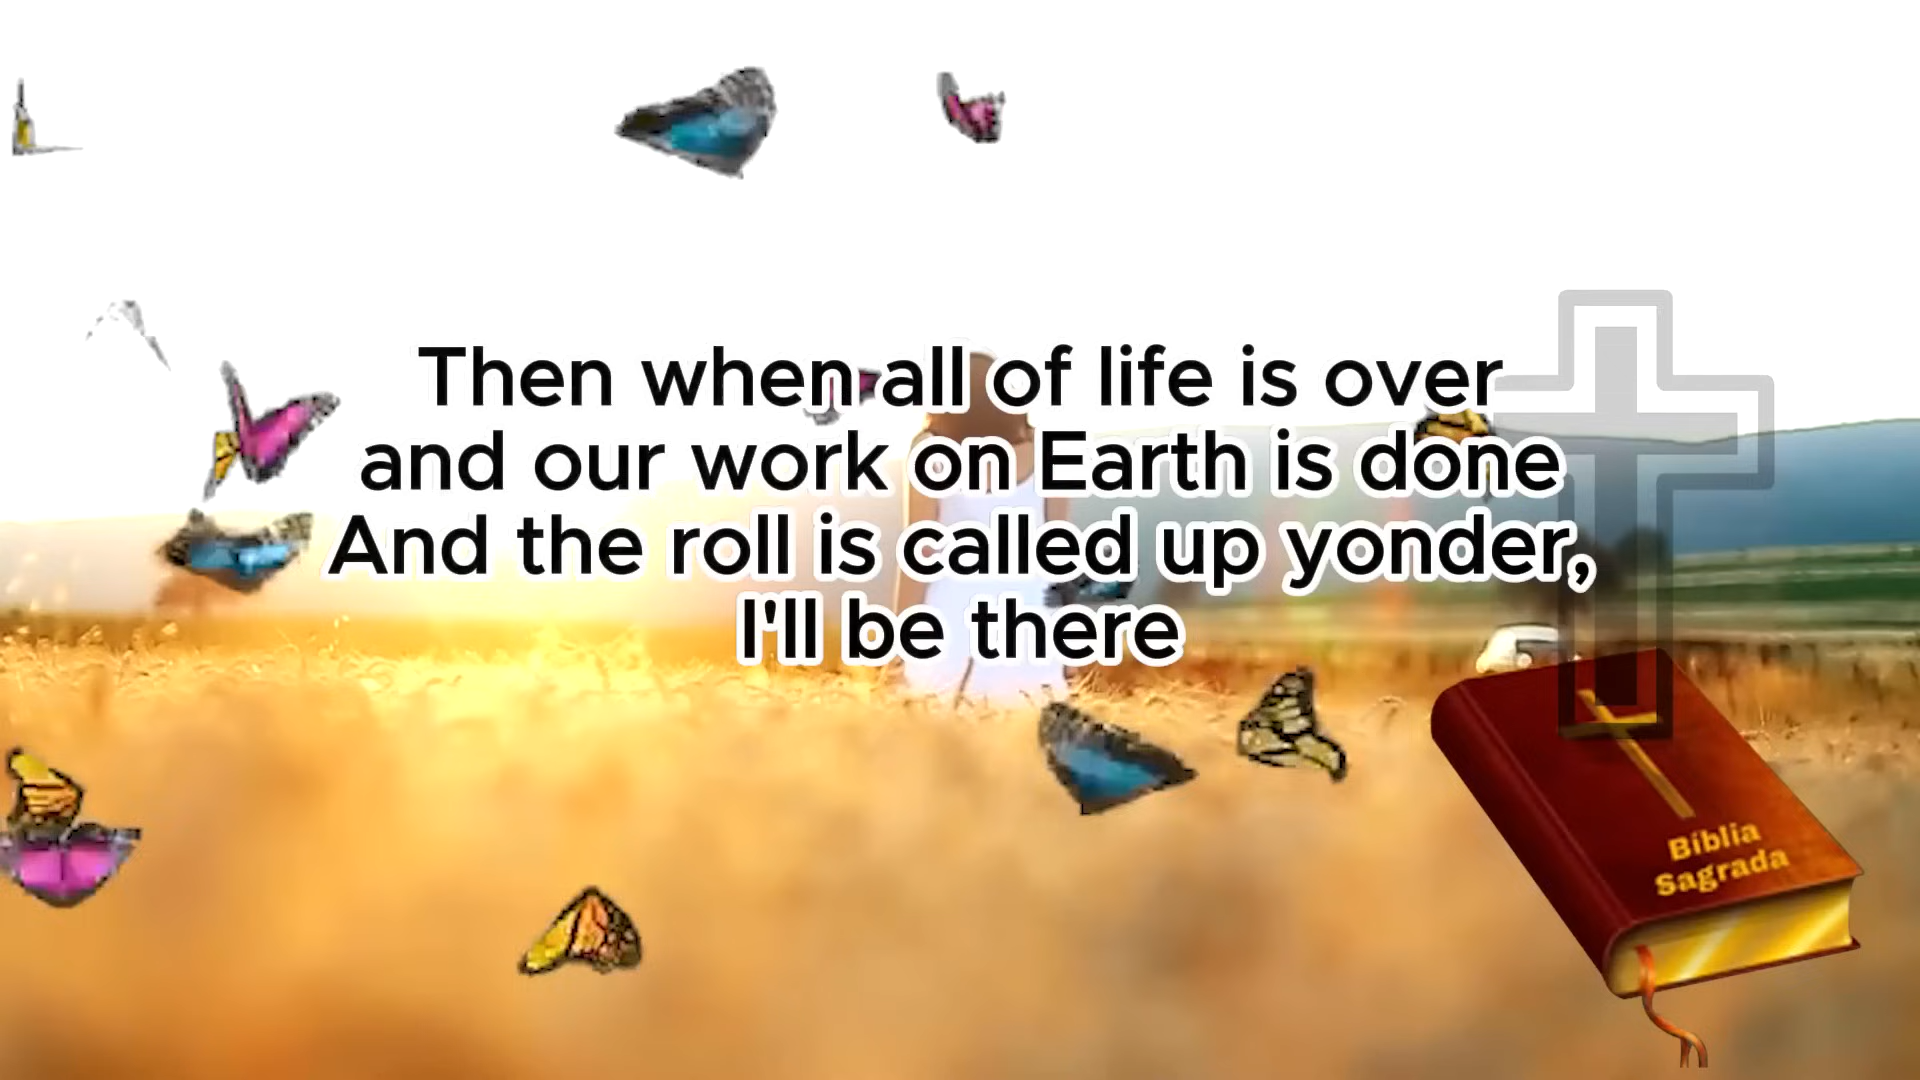 Then when all of life is over
and our work on Earth is done
And the roll is called up yonder,
I'll be there
Bíblia
Sagrada